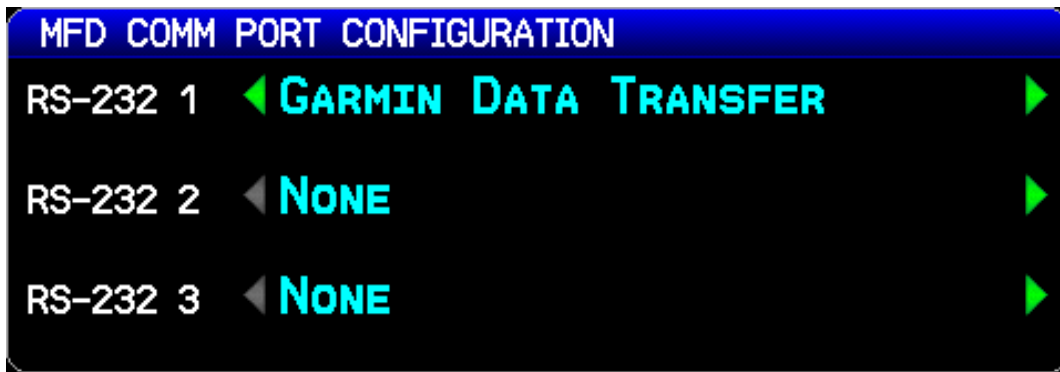 MFD COMM PORT CONFIGURATION
RS-232 1 GARMIN DATA TRANSFER
RS-232 2 NONE
RS-232 3 NONE